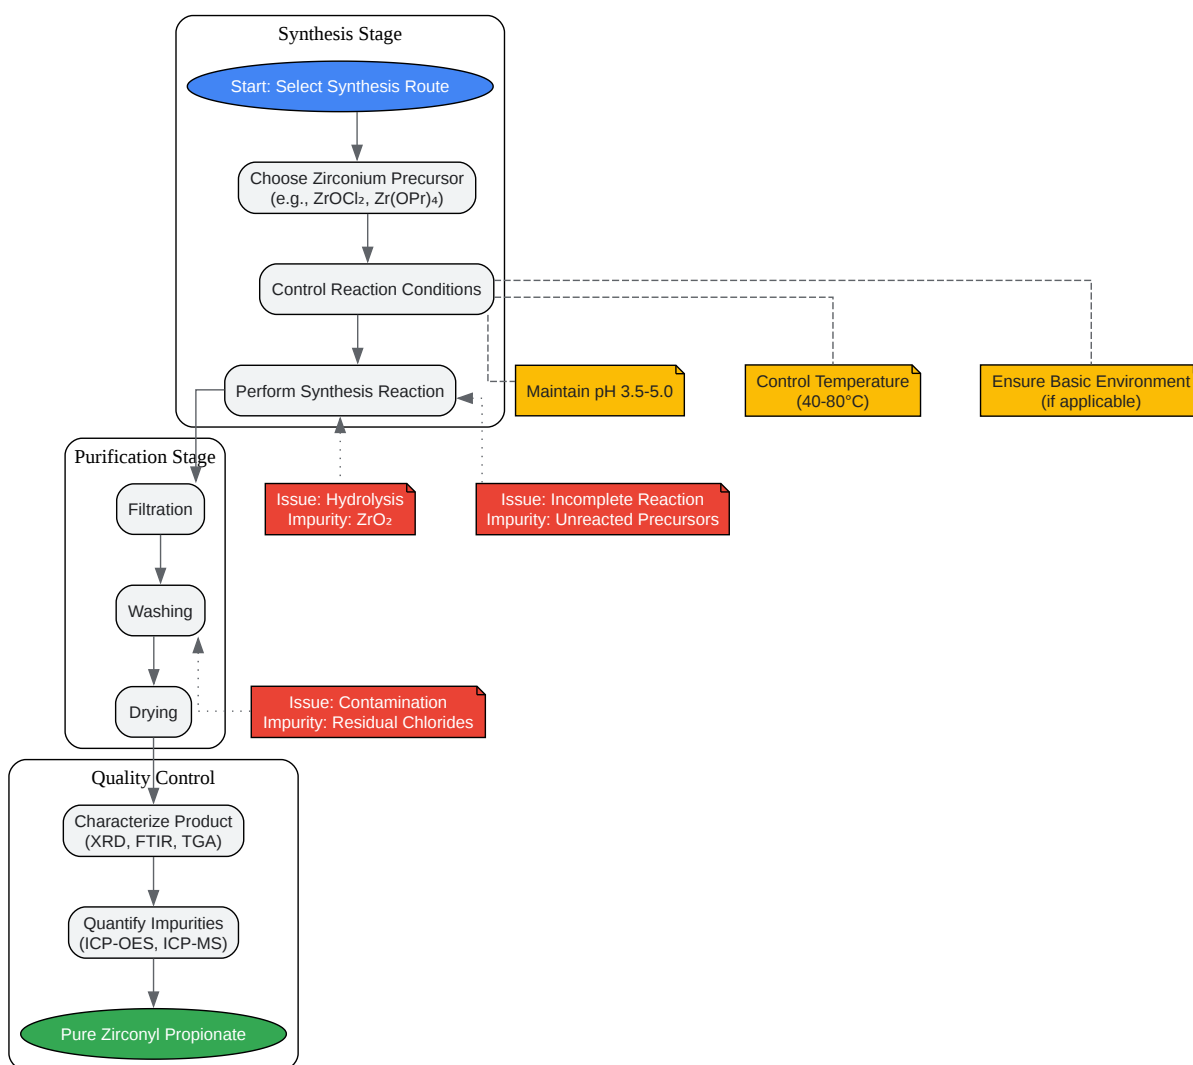 Synthesis Stage
Start: Select Synthesis Route
Choose Zirconium Precursor
(e.g., ZrOCl₂, Zr(OPr)₄)
Control Reaction Conditions
Perform Synthesis Reaction
Maintain pH 3.5-5.0
Control Temperature
(40-80°C)
Ensure Basic Environment
(if applicable)
Purification Stage
Filtration
Issue: Hydrolysis
Impurity: ZrO₂
Issue: Incomplete Reaction
Impurity: Unreacted Precursors
Washing
Drying
Issue: Contamination
Impurity: Residual Chlorides
Quality Control
Characterize Product
(XRD, FTIR, TGA)
Quantify Impurities
(ICP-OES, ICP-MS)
Pure Zirconyl Propionate